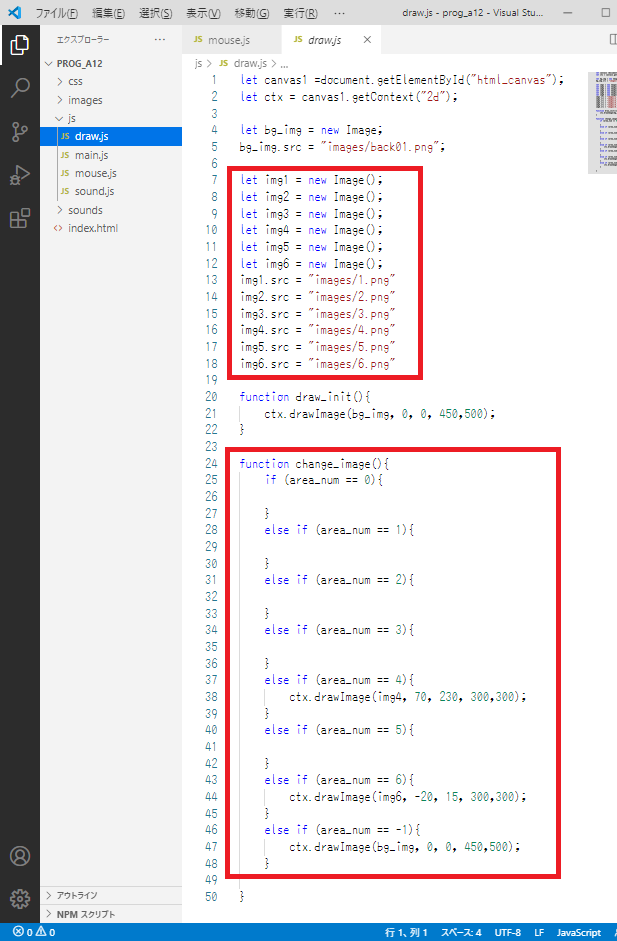 ファイル(F) 編集(E) 選択(S) 表示(V) 移動(G) 実行(R) ··· draw.js - prog_a12 - Visual Stu...
エクスプローラー ···
PROG_A12
css
images
js
JS draw.js
JS main.js
JS mouse.js
JS sound.js
sounds
<> index.html
アウトライン
NPM スクリプト
JS mouse.js JS draw.js ×
js > JS draw.js > ...
1 let canvas1 =document.getElementById("html_canvas");
2 let ctx = canvas1.getContext("2d");
3
4 let bg_img = new Image;
5 bg_img.src = "images/back01.png";
6
7 let img1 = new Image();
8 let img2 = new Image();
9 let img3 = new Image();
10 let img4 = new Image();
11 let img5 = new Image();
12 let img6 = new Image();
13 img1.src = "images/1.png"
14 img2.src = "images/2.png"
15 img3.src = "images/3.png"
16 img4.src = "images/4.png"
17 img5.src = "images/5.png"
18 img6.src = "images/6.png"
19
20 function draw_init(){
21 ctx.drawImage(bg_img, 0, 0, 450,500);
22 }
23
24 function change_image(){
25 if (area_num == 0){
26
27 }
28 else if (area_num == 1){
29
30 }
31 else if (area_num == 2){
32
33 }
34 else if (area_num == 3){
35
36 }
37 else if (area_num == 4){
38 ctx.drawImage(img4, 70, 230, 300,300);
39 }
40 else if (area_num == 5){
41
42 }
43 else if (area_num == 6){
44 ctx.drawImage(img6, -20, 15, 300,300);
45 }
46 else if (area_num == -1){
47 ctx.drawImage(bg_img, 0, 0, 450,500);
48 }
49
50 }
0 0 行 1、列 1 スペース: 4 UTF-8 LF JavaScript